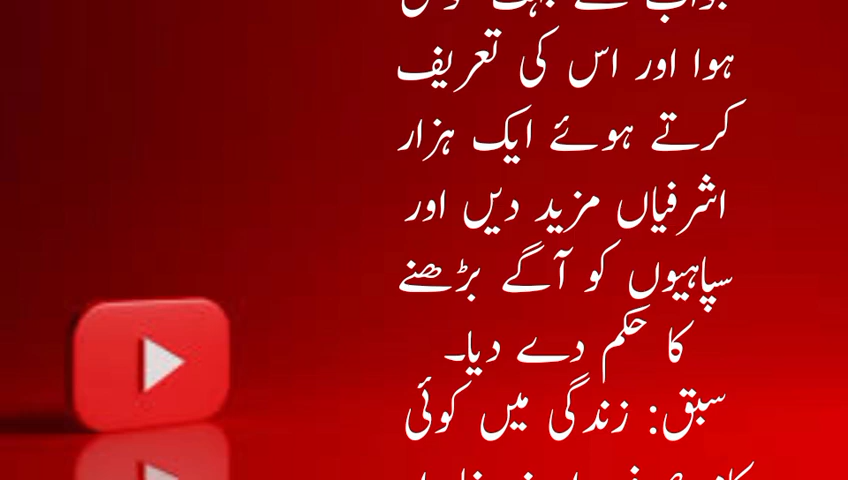 ہوا اور اس کی تعریف
کرتے ہوئے ایک ہزار
اشرفیاں مزید دیں اور
سپاہیوں کو آگے بڑھنے
کا حکم دے دیا۔
سبق: زندگی میں کوئی